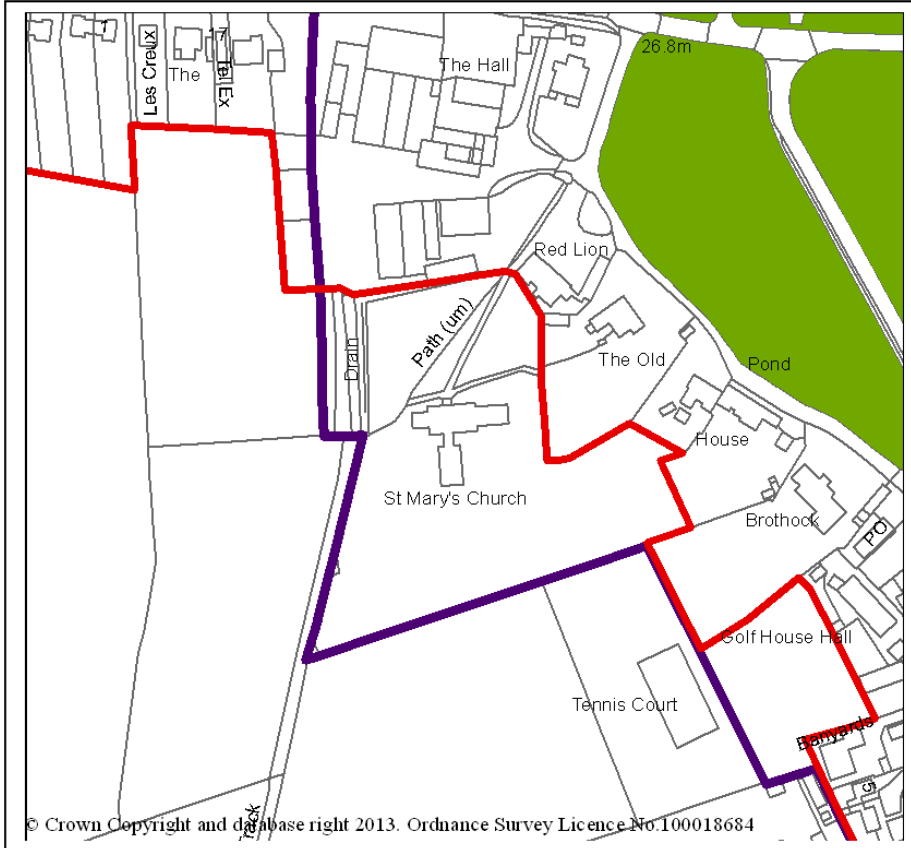 1
17
26.8m
The Hall
Les Creux
The
Tel Ex
Red Lion
Path (um)
Drain
The Old
Pond
House
St Mary's Church
Brothock
PO
Golf House Hall
Tennis Court
Banyards
5
Track
© Crown Copyright and database right 2013. Ordnance Survey Licence No.100018684